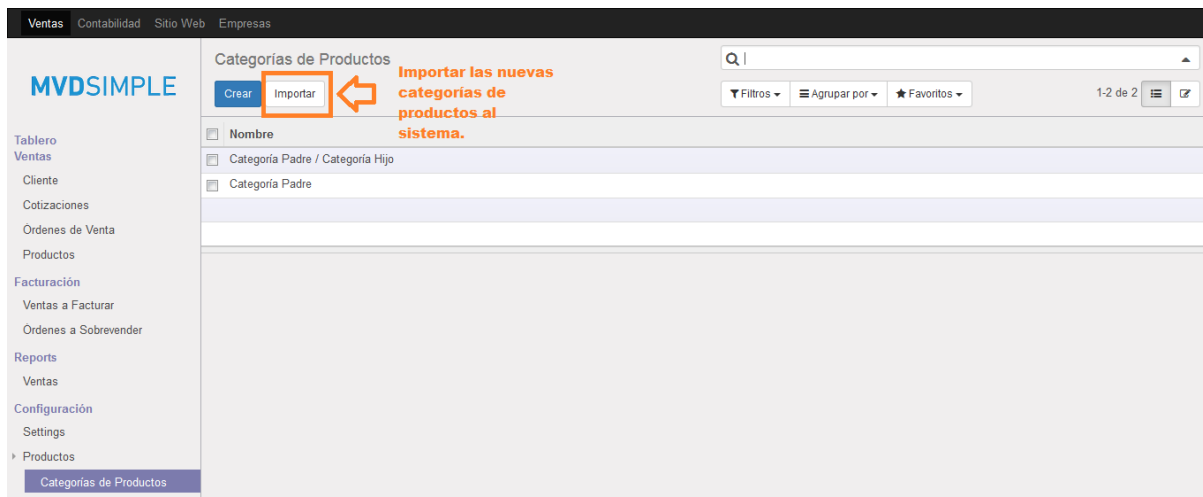 Ventas Contabilidad Sitio Web Empresas
MVDSIMPLE
Tablero
Ventas
Cliente
Cotizaciones
Órdenes de Venta
Productos
Facturación
Ventas a Facturar
Órdenes a Sobrevender
Reports
Ventas
Configuración
Settings
Productos
Categorías de Productos
Categorías de Productos
Crear Importar
Importar las nuevas
categorías de
productos al
sistema.
Filtros Agrupar por Favoritos
1-2 de 2
Nombre
Categoría Padre / Categoría Hijo
Categoría Padre